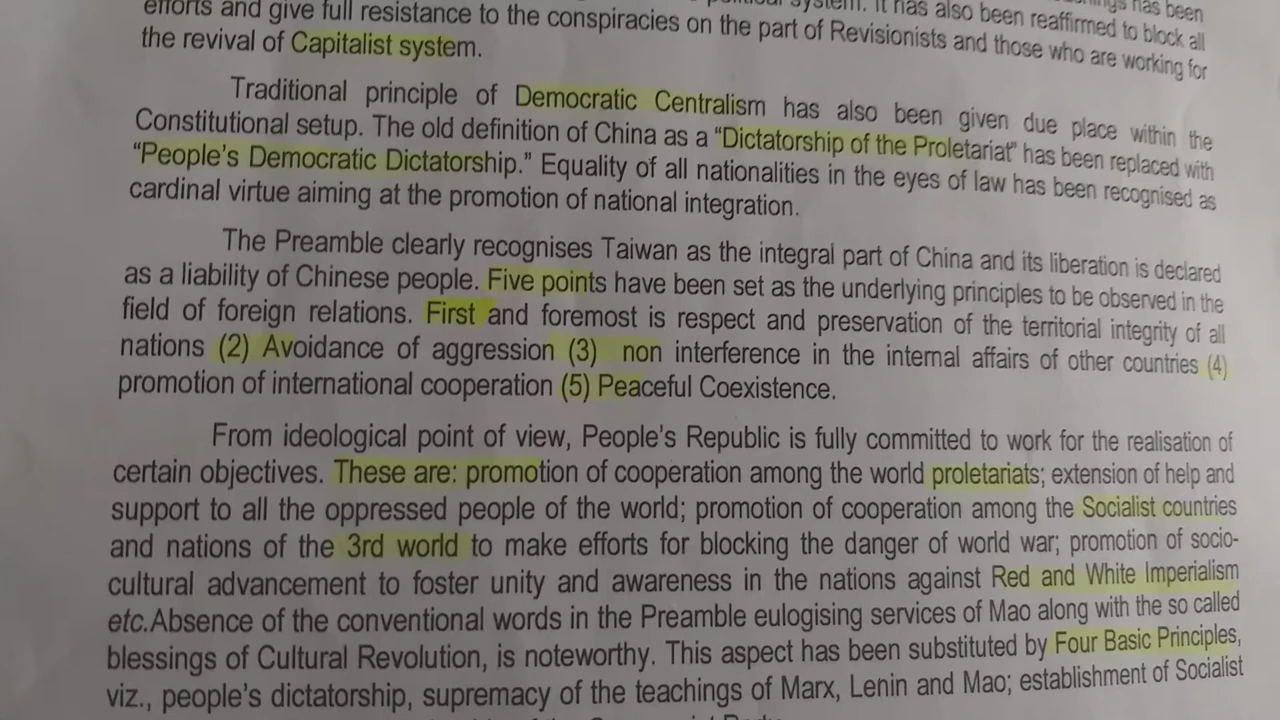 has been
efforts and give full resistance to the conspiracies on the part of Revisionists and those who are working for system. It has also been reaffirmed to block all
the revival of Capitalist system.
Traditional principle of Democratic Centralism has also been given due place within the
Constitutional setup. The old definition of China as a “Dictatorship of the Proletariat” has been replaced with
“People’s Democratic Dictatorship.” Equality of all nationalities in the eyes of law has been recognised as
cardinal virtue aiming at the promotion of national integration.
The Preamble clearly recognises Taiwan as the integral part of China and its liberation is declared
as a liability of Chinese people. Five points have been set as the underlying principles to be observed in the
field of foreign relations. First and foremost is respect and preservation of the territorial integrity of all
nations (2) Avoidance of aggression (3) non interference in the internal affairs of other countries (4)
promotion of international cooperation (5) Peaceful Coexistence.
From ideological point of view, People’s Republic is fully committed to work for the realisation of
certain objectives. These are: promotion of cooperation among the world proletariats; extension of help and
support to all the oppressed people of the world; promotion of cooperation among the Socialist countries
and nations of the 3rd world to make efforts for blocking the danger of world war; promotion of socio-
cultural advancement to foster unity and awareness in the nations against Red and White Imperialism
etc.Absence of the conventional words in the Preamble eulogising services of Mao along with the so called
blessings of Cultural Revolution, is noteworthy. This aspect has been substituted by Four Basic Principles,
viz., people’s dictatorship, supremacy of the teachings of Marx, Lenin and Mao; establishment of Socialist